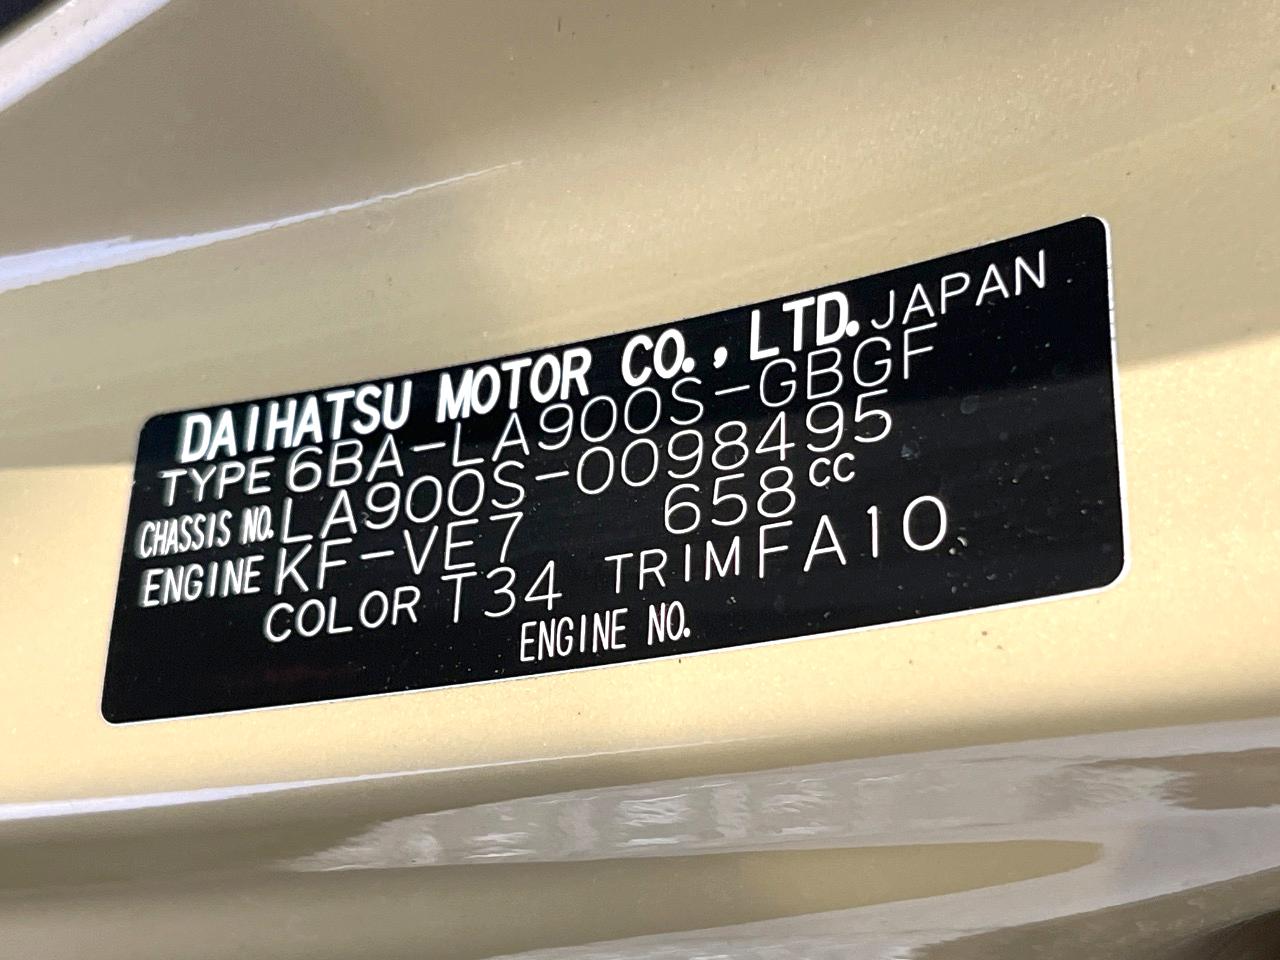 DAIHATSU MOTOR CO., LTD. JAPAN
TYPE 6BA-LA900S-GBGF
CHASSIS NO. LA900S-0098495
ENGINE KF-VE7 658CC
COLOR T34 TRIM FA10
ENGINE NO.